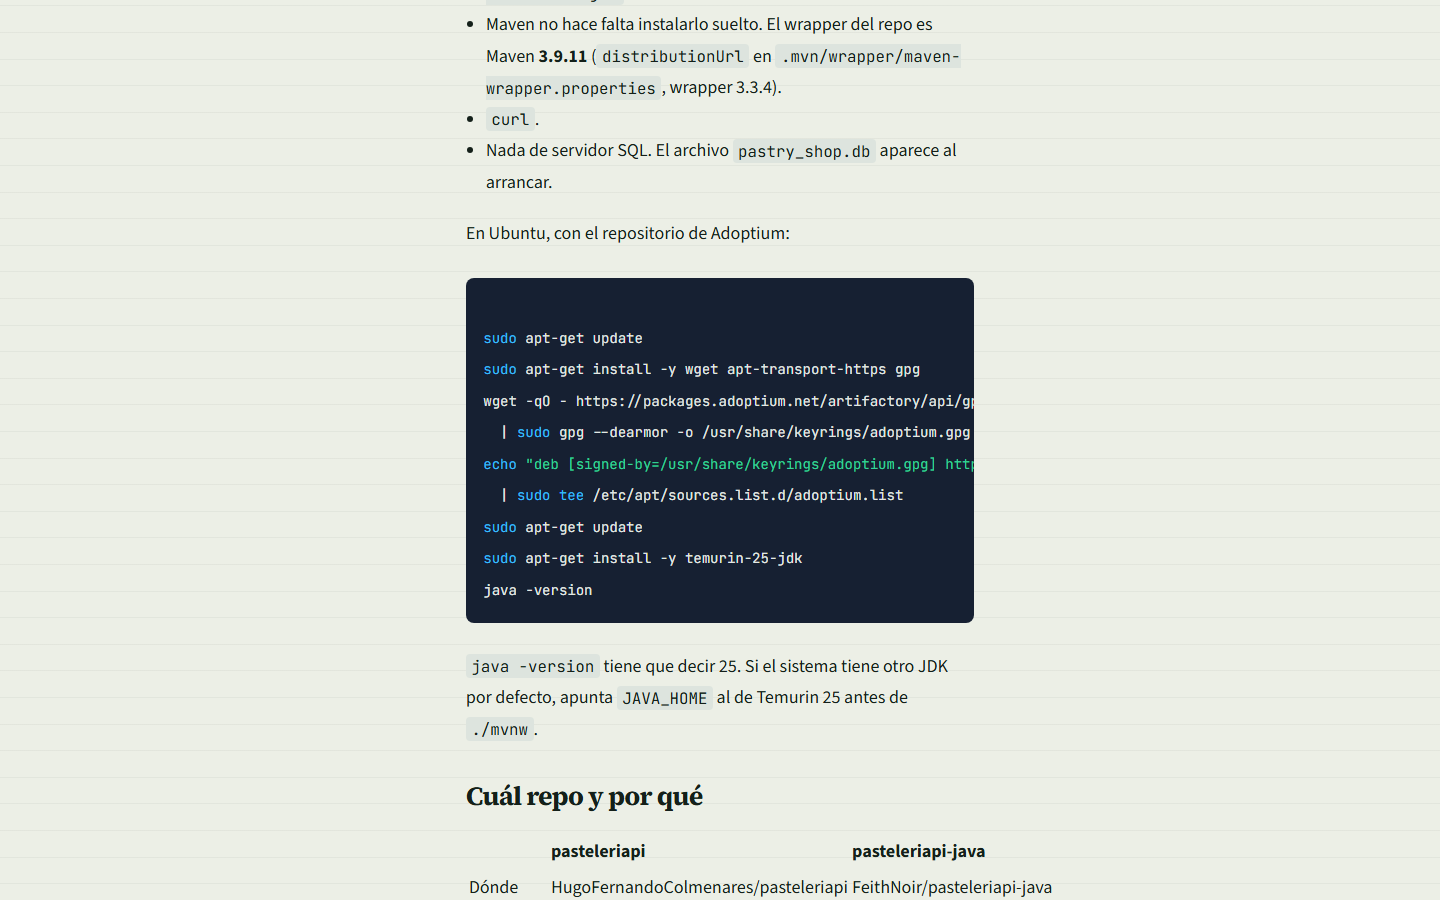 Maven no hace falta instalarlo suelto. El wrapper del repo es
Maven 3.9.11 ( distributionUrl en .mvn/wrapper/maven-
wrapper.properties , wrapper 3.3.4).
curl .
Nada de servidor SQL. El archivo pastry_shop.db aparece al
arrancar.
En Ubuntu, con el repositorio de Adoptium:
sudo apt-get update
sudo apt-get install -y wget apt-transport-https gpg
wget -qO - https://packages.adoptium.net/artifactory/api/gp
| sudo gpg --dearmor -o /usr/share/keyrings/adoptium.gpg
echo "deb [signed-by=/usr/share/keyrings/adoptium.gpg] http
| sudo tee /etc/apt/sources.list.d/adoptium.list
sudo apt-get update
sudo apt-get install -y temurin-25-jdk
java -version
java -version tiene que decir 25. Si el sistema tiene otro JDK
por defecto, apunta JAVA_HOME al de Temurin 25 antes de
./mvnw .
Cuál repo y por qué
pasteleriapi pasteleriapi-java
Dónde HugoFernandoColmenares/pasteleriapi FeithNoir/pasteleriapi-java